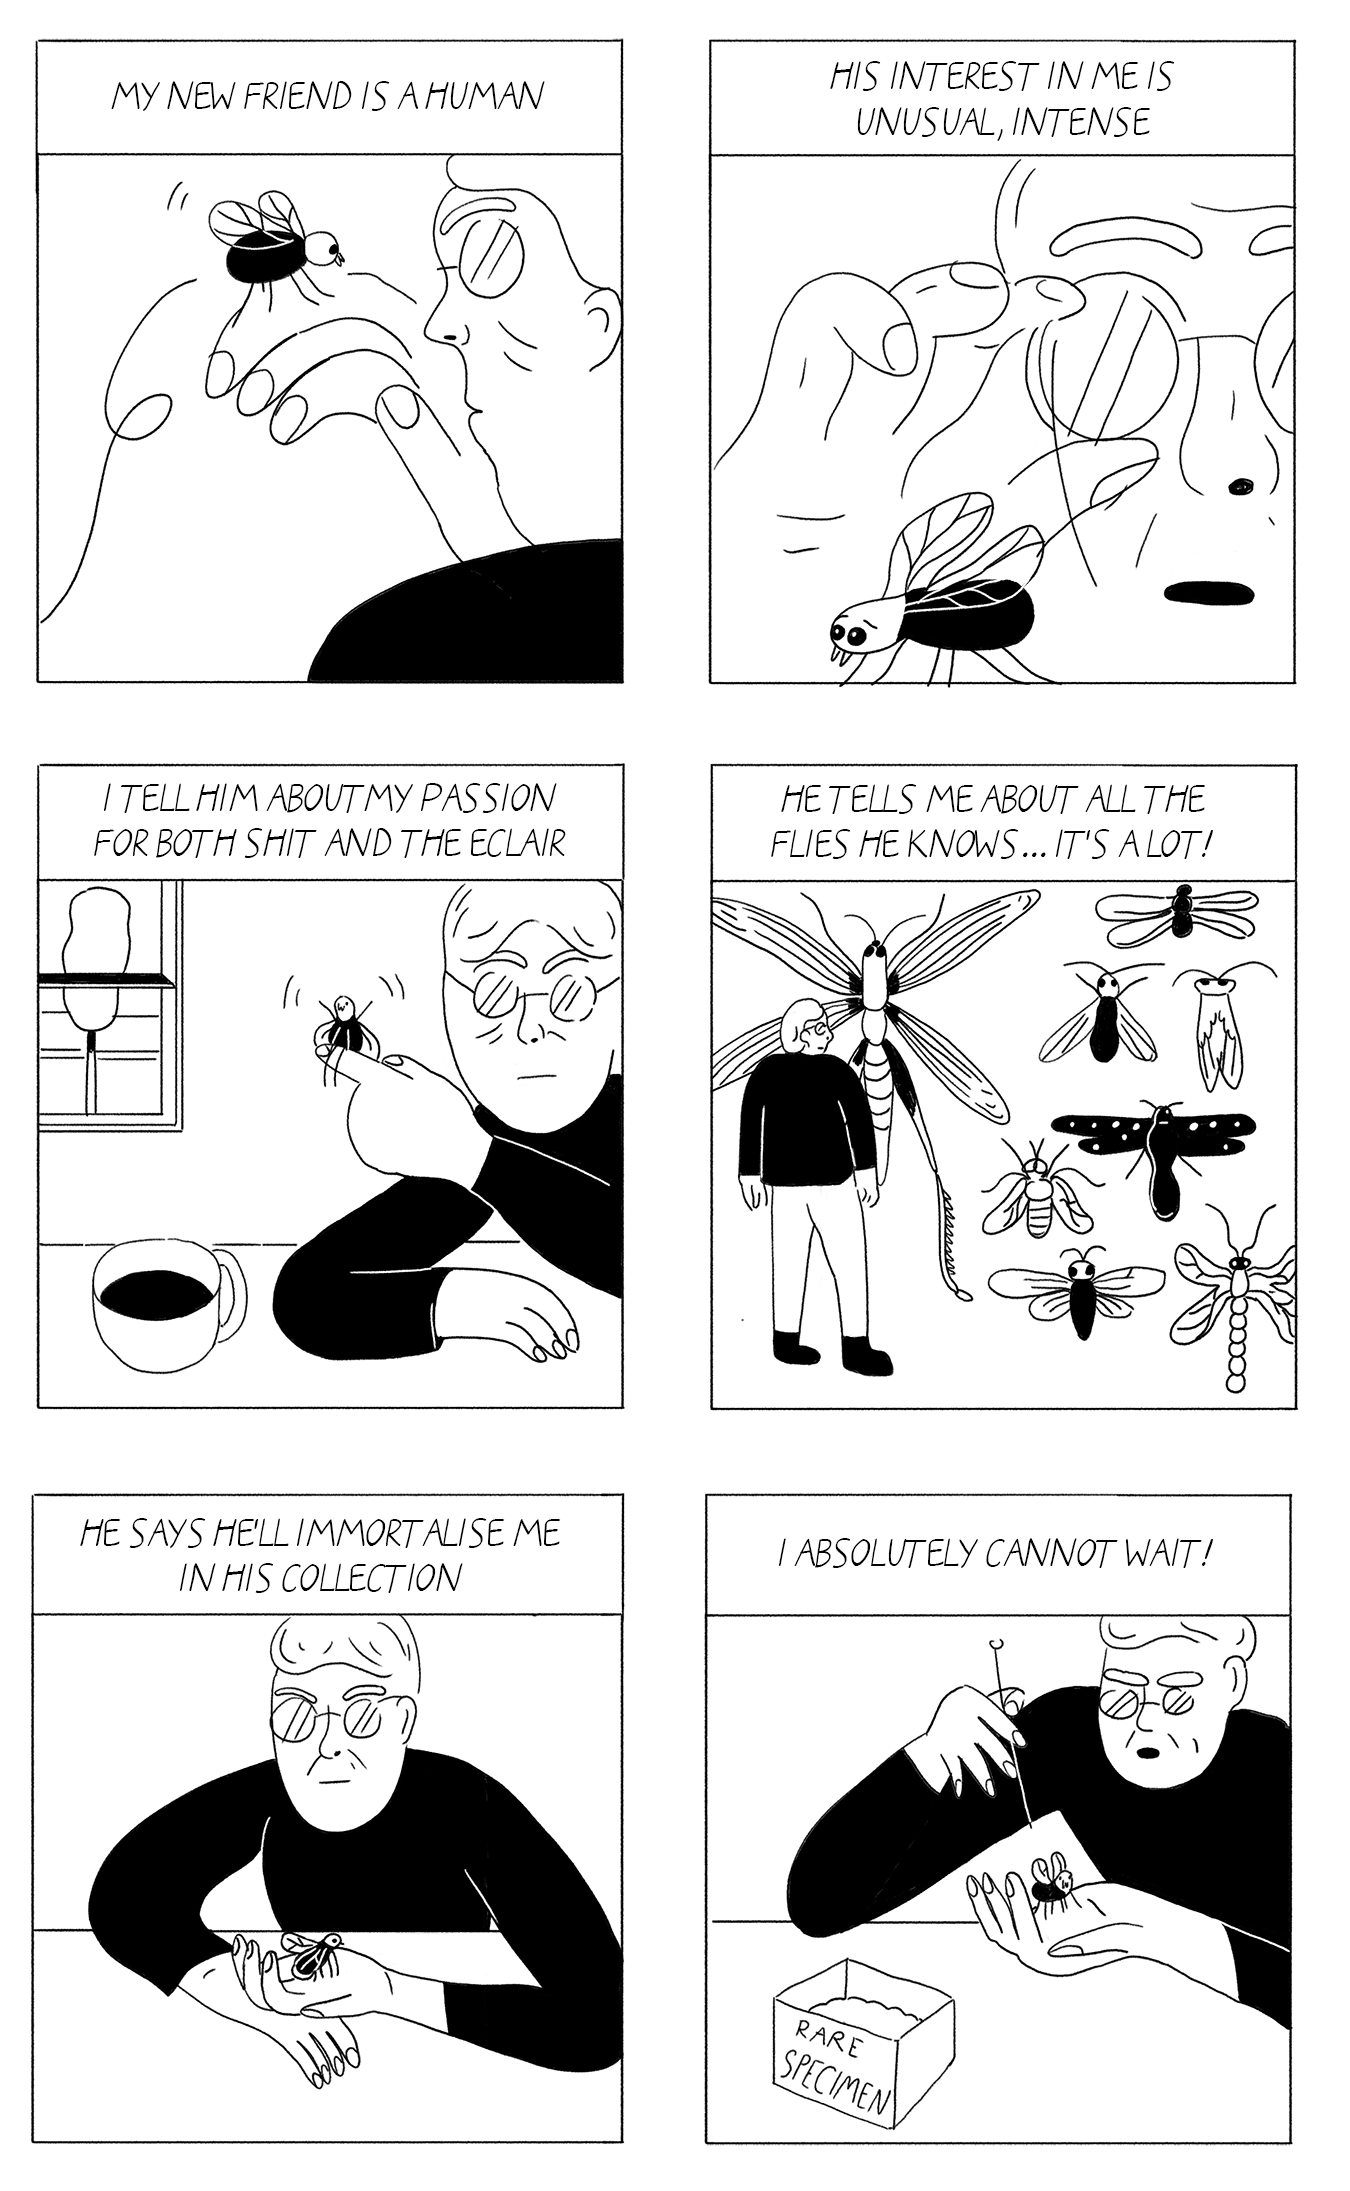 MY NEW FRIEND IS A HUMAN
HIS INTEREST IN ME IS
UNUSUAL, INTENSE
I TELL HIM ABOUT MY PASSION
FOR BOTH SHIT AND THE ECLAIR
HE TELLS ME ABOUT ALL THE
FLIES HE KNOWS... IT'S A LOT!
HE SAYS HE'LL IMMORTALISE ME
IN HIS COLLECTION
I ABSOLUTELY CANNOT WAIT!
RARE
SPECIMEN